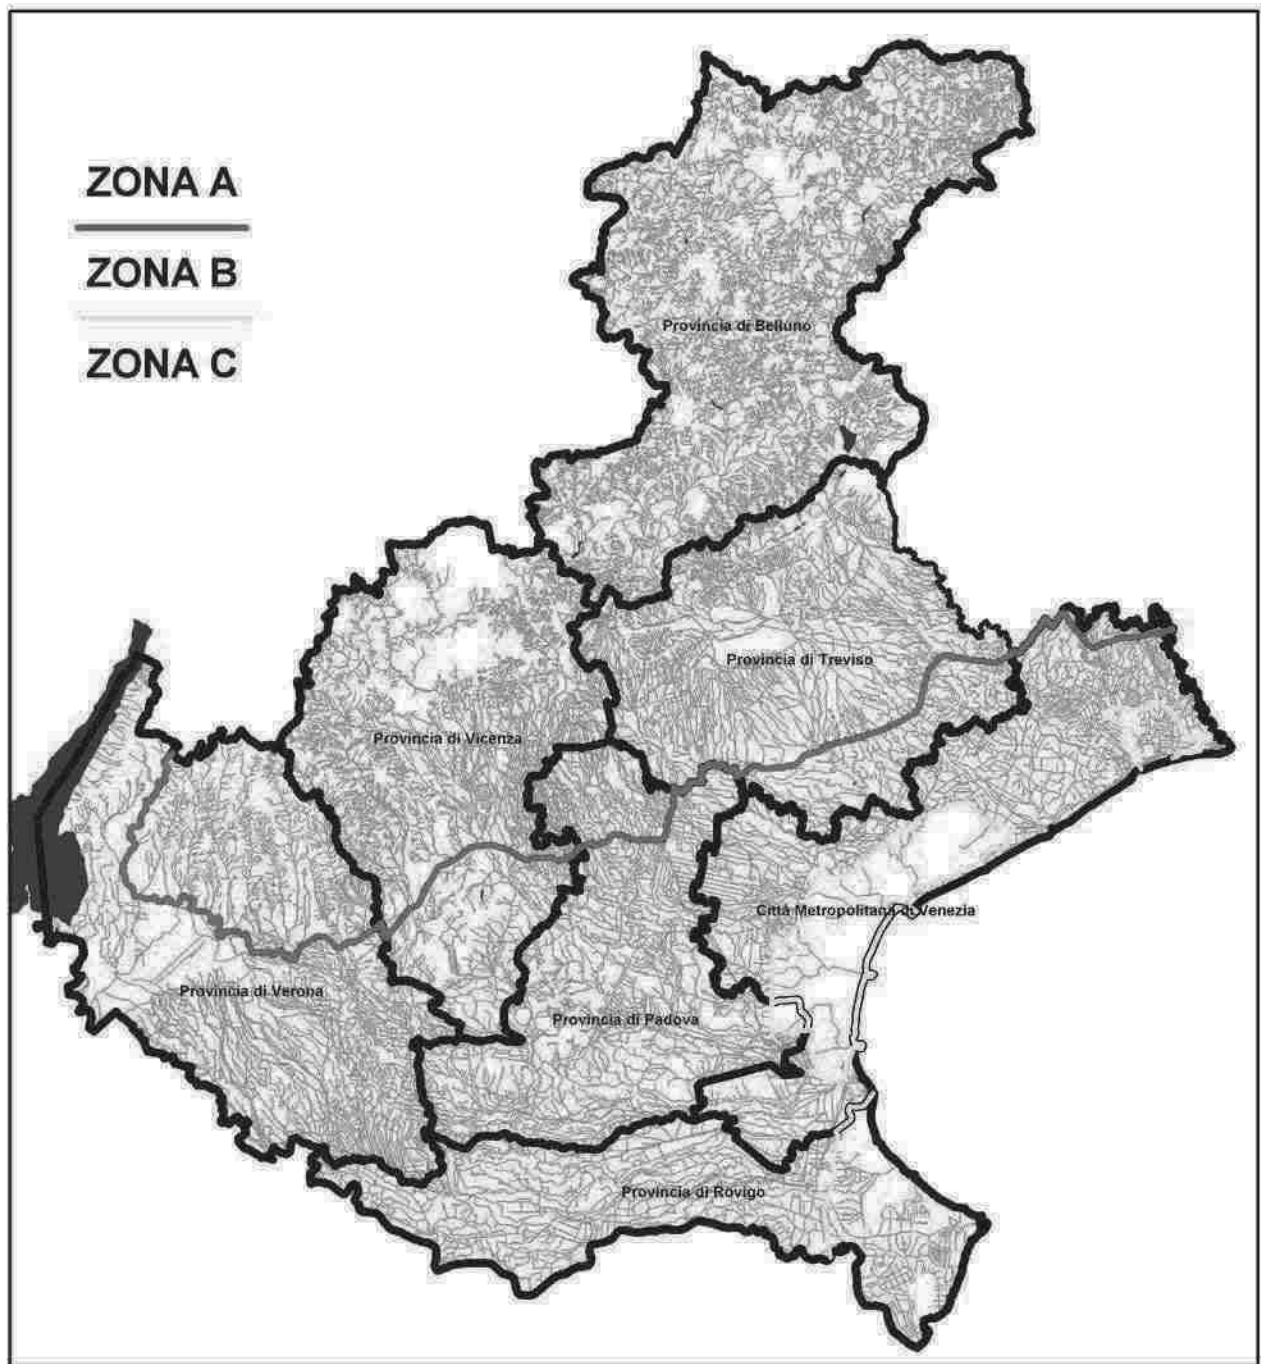 ZONA A
ZONA B
ZONA C
Provincia di Belluno
Provincia di Treviso
Provincia di Vicenza
Città Metropolitana di Venezia
Provincia di Verona
Provincia di Padova
Provincia di Rovigo